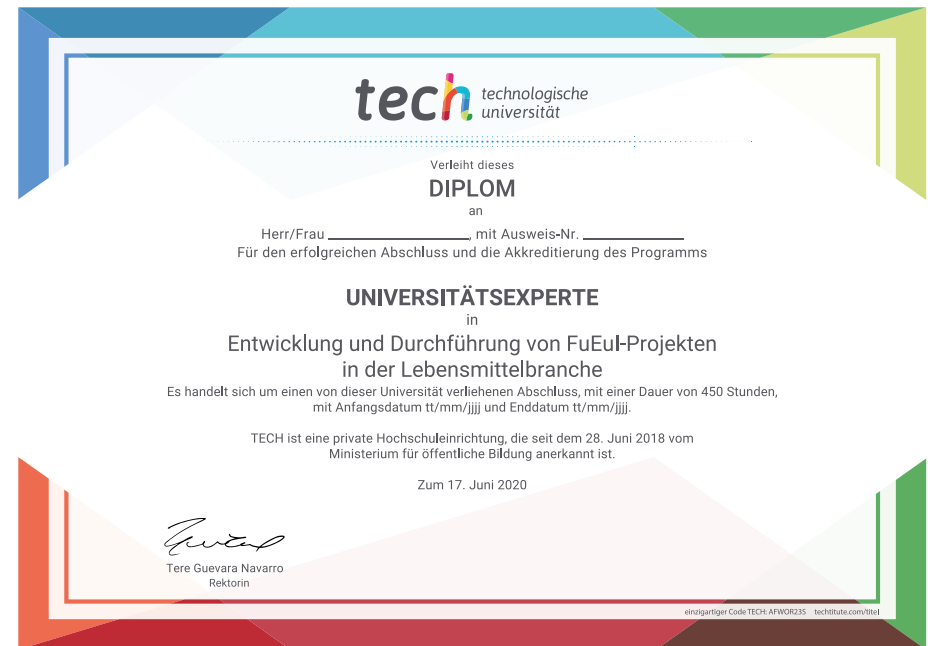 tech technologische
universität
Verleiht dieses
DIPLOM
an
Herr/Frau ____________, mit Ausweis-Nr. ____________
Für den erfolgreichen Abschluss und die Akkreditierung des Programms
UNIVERSITÄTSEXPERTE
in
Entwicklung und Durchführung von FuEuI-Projekten
in der Lebensmittelbranche
Es handelt sich um einen von dieser Universität verliehenen Abschluss, mit einer Dauer von 450 Stunden,
mit Anfangsdatum tt/mm/jjjj und Enddatum tt/mm/jjjj.
TECH ist eine private Hochschuleinrichtung, die seit dem 28. Juni 2018 vom
Ministerium für öffentliche Bildung anerkannt ist.
Zum 17. Juni 2020
Tere Guevara Navarro
Rektorin
einzigartiger Code TECH: AFWOR23S techtitute.com/titel